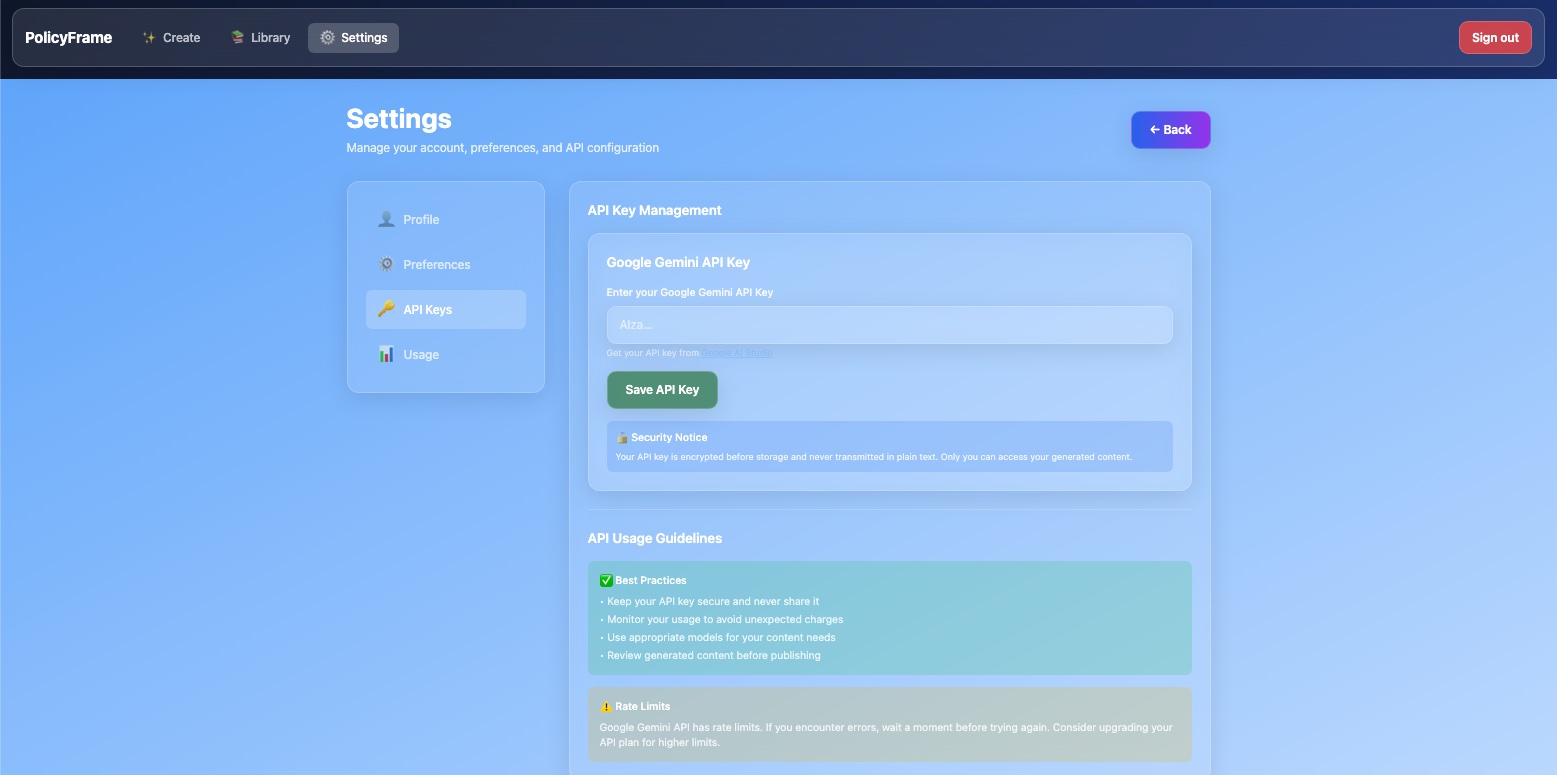 PolicyFrame
Create
Library
Settings
Sign out
Settings
← Back
Manage your account, preferences, and API configuration
Profile
Preferences
API Keys
Usage
API Key Management
Google Gemini API Key
Enter your Google Gemini API Key
AIza...
Get your API key from Google AI Studio
Save API Key
Security Notice
Your API key is encrypted before storage and never transmitted in plain text. Only you can access your generated content.
API Usage Guidelines
Best Practices
• Keep your API key secure and never share it
• Monitor your usage to avoid unexpected charges
• Use appropriate models for your content needs
• Review generated content before publishing
Rate Limits
Google Gemini API has rate limits. If you encounter errors, wait a moment before trying again. Consider upgrading your
API plan for higher limits.